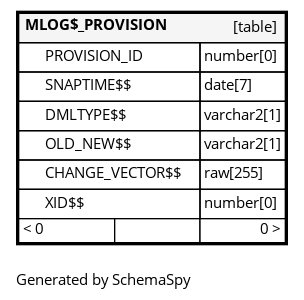 MLOG$_PROVISION [table]
PROVISION_ID number[0]
SNAPTIME$$ date[7]
DMLTYPE$$ varchar2[1]
OLD_NEW$$ varchar2[1]
CHANGE_VECTOR$$ raw[255]
XID$$ number[0]
< 0 0 >
Generated by SchemaSpy